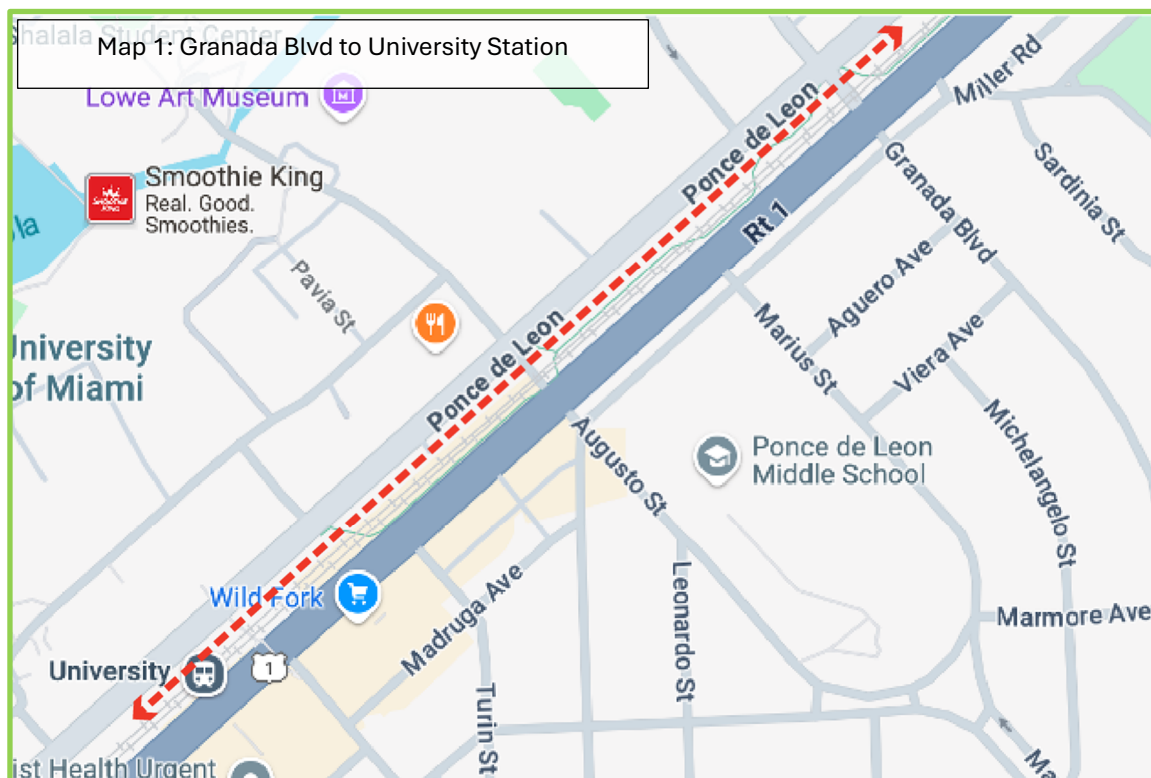 Shalala Student Center
Map 1: Granada Blvd to University Station
Lowe Art Museum
Smoothie King
Real. Good.
Smoothies.
Ponce de Leon
Miller Rd
Sardinia St
Granada Blvd
Rt 1
Pavia St
Aguero Ave
Marius St
Viera Ave
University
of Miami
Ponce de Leon
Michelangelo St
Augusto St
Ponce de Leon
Middle School
Leonardo St
Wild Fork
Madruga Ave
Marmore Ave
University
1
Turin St
ist Health Urgent
Ma